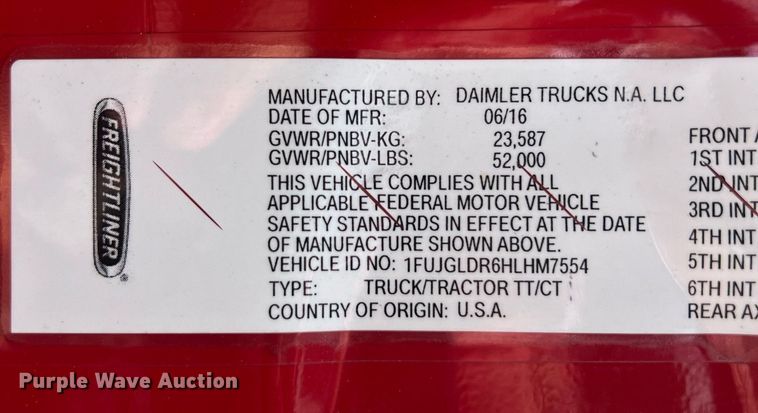 FREIGHTLINER®
MANUFACTURED BY: DAIMLER TRUCKS N.A. LLC
DATE OF MFR: 06/16
GVWR/PNBV-KG: 23,587 FRONT A
GVWR/PNBV-LBS: 52,000 1ST INT
THIS VEHICLE COMPLIES WITH ALL 2ND INT
APPLICABLE FEDERAL MOTOR VEHICLE 3RD INT
SAFETY STANDARDS IN EFFECT AT THE DATE 4TH INT
OF MANUFACTURE SHOWN ABOVE.
VEHICLE ID NO: 1FUJGLDR6HLHM7554 5TH INT
TYPE: TRUCK/TRACTOR TT/CT 6TH INT
COUNTRY OF ORIGIN: U.S.A. REAR AX
Purple Wave Auction